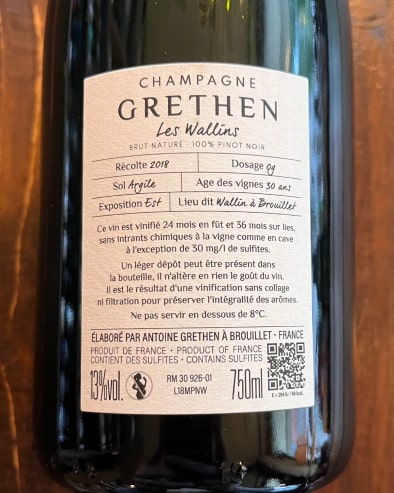 CHAMPAGNE
GRETHEN
Les Wallins
BRUT NATURE · 100% PINOT NOIR
Récolte 2018 Dosage 0g
Sol Argile Age des vignes 30 ans
Exposition Est Lieu dit Wallin à Brouillet
Ce vin est vinifié 24 mois en fût et 36 mois sur lies,
sans intrants chimiques à la vigne comme en cave
à l'exception de 30 mg/l de sulfites.
Un léger dépôt peut être présent dans
la bouteille, il n'altère en rien le goût du vin.
Il est le résultat d'une vinification sans collage
ni filtration pour préserver l'intégralité des arômes.
Ne pas servir en dessous de 8°C.
ÉLABORÉ PAR ANTOINE GRETHEN À BROUILLET · FRANCE
PRODUIT DE FRANCE · PRODUCT OF FRANCE
CONTIENT DES SULFITES · CONTAINS SULFITES
13%vol. RM 30 926-01 750ml
L18MPNW